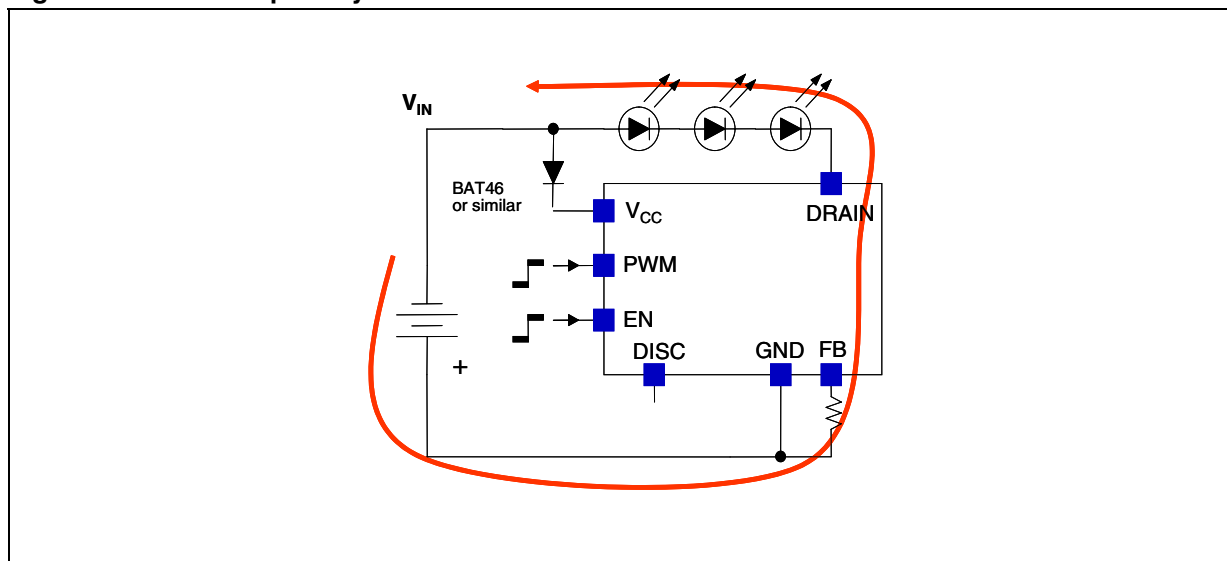 V_IN
BAT46
or similar
V_CC
DRAIN
PWM
EN
DISC
GND
FB
+